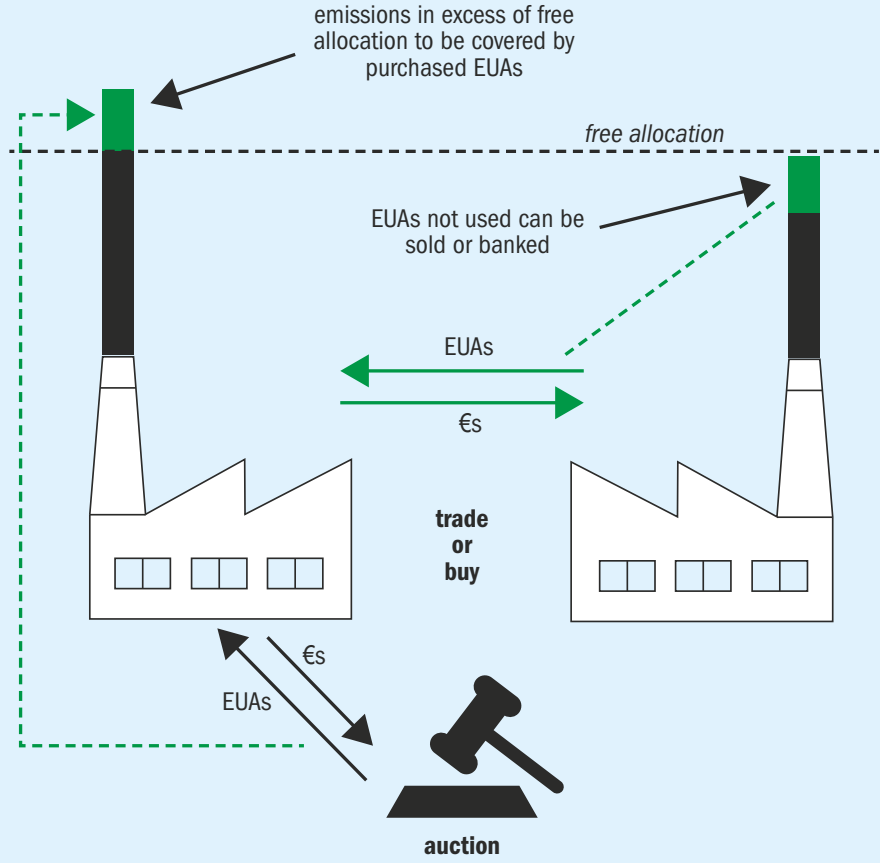 emissions in excess of free
allocation to be covered by
purchased EUAs
free allocation
EUAs not used can be
sold or banked
EUAs
€s
trade
or
buy
€s
EUAs
auction